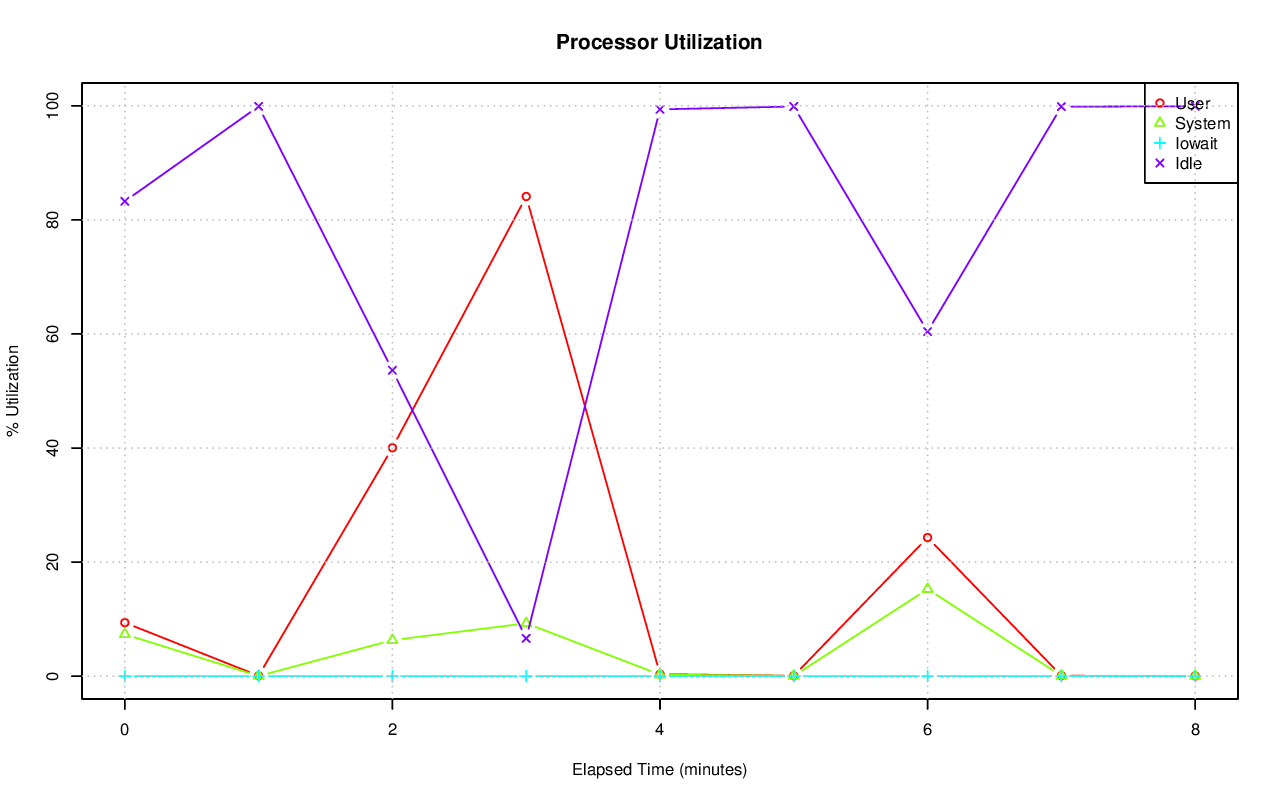 Processor Utilization
% Utilization
100
80
60
40
20
0
User
System
Iowait
Idle
0 2 4 6 8
Elapsed Time (minutes)